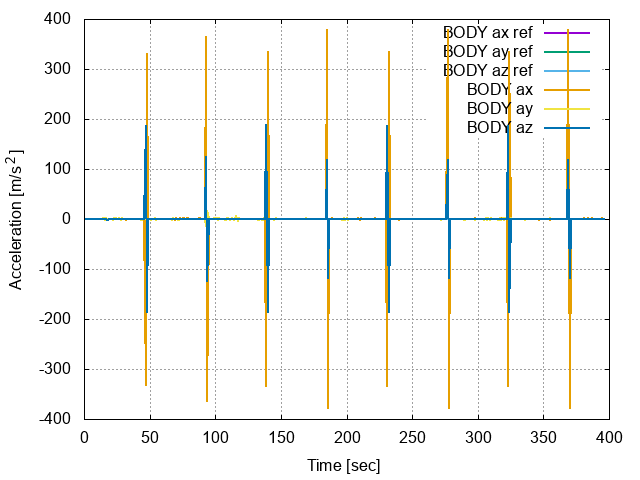 400
300
200
100
0
-100
-200
-300
-400
Acceleration [m/s²]
BODY ax ref
BODY ay ref
BODY az ref
BODY ax
BODY ay
BODY az
0 50 100 150 200 250 300 350 400
Time [sec]